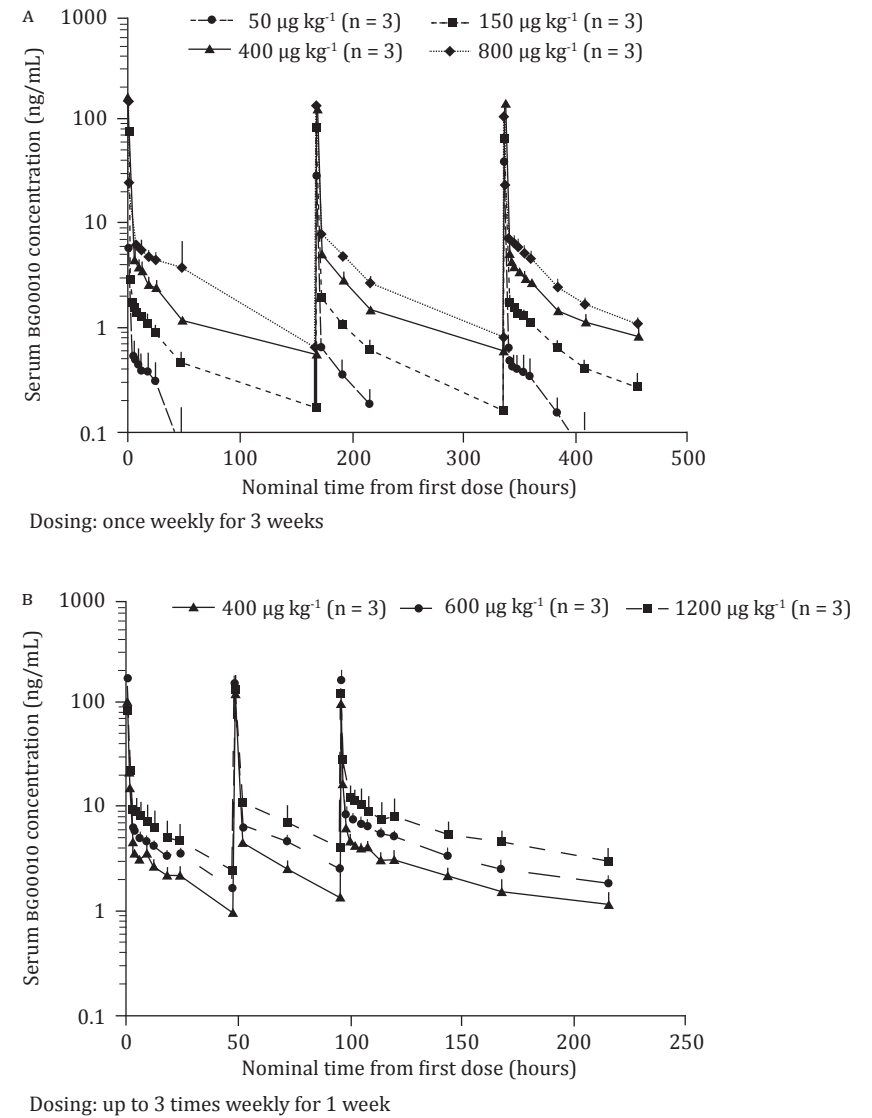 A
1000
50 µg kg-1 (n = 3)
150 µg kg-1 (n = 3)
400 µg kg-1 (n = 3)
800 µg kg-1 (n = 3)
Serum BG00010 concentration (ng/mL)
100
10
1
0.1
0 100 200 300 400 500
Nominal time from first dose (hours)
Dosing: once weekly for 3 weeks
B
1000
400 µg kg-1 (n = 3) 600 µg kg-1 (n = 3) 1200 µg kg-1 (n = 3)
Serum BG00010 concentration (ng/mL)
100
10
1
0.1
0 50 100 150 200 250
Nominal time from first dose (hours)
Dosing: up to 3 times weekly for 1 week